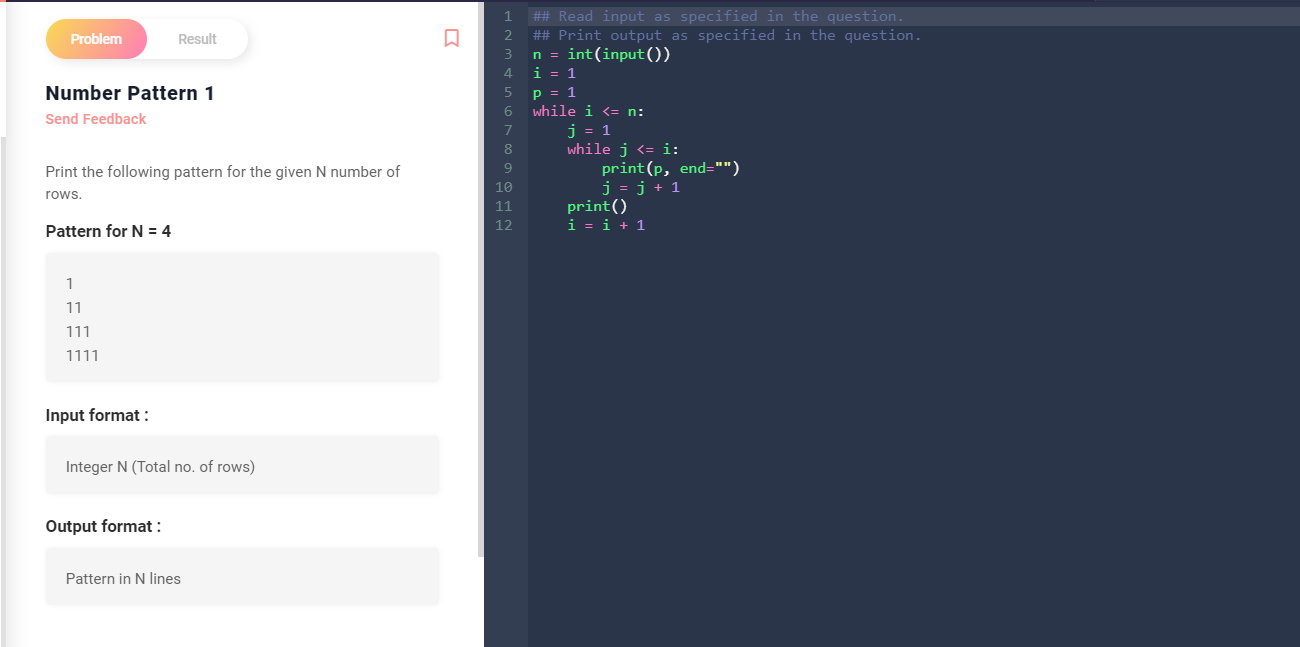 Problem
Result
Number Pattern 1
Send Feedback
Print the following pattern for the given N number of
rows.
Pattern for N = 4
1
11
111
1111
Input format :
Integer N (Total no. of rows)
Output format :
Pattern in N lines
1 ## Read input as specified in the question.
2 ## Print output as specified in the question.
3 n = int(input())
4 i = 1
5 p = 1
6 while i <= n:
7     j = 1
8     while j <= i:
9         print(p, end="")
10         j = j + 1
11     print()
12     i = i + 1